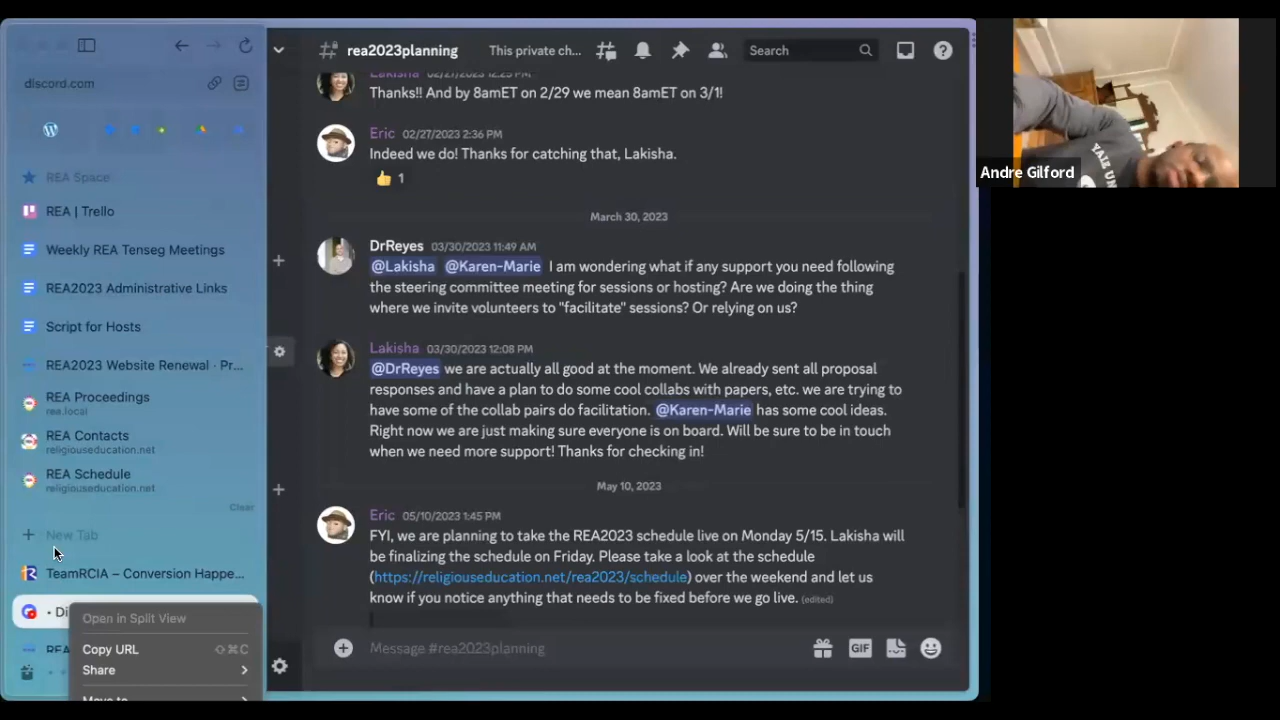 discord.com
REA Space
REA | Trello
Weekly REA Tenseg Meetings
REA2023 Administrative Links
Script for Hosts
REA2023 Website Renewal · Pr...
REA Proceedings
rea.local
REA Contacts
religiouseducation.net
REA Schedule
religiouseducation.net
Clear
New Tab
TeamRCIA – Conversion Happe...
• Di
REA
Open in Split View
Copy URL ⇧⌘C
Share
Move to
rea2023planning This private ch... Search
Lakisha 02/27/2023 12:25 PM
Thanks!! And by 8amET on 2/29 we mean 8amET on 3/1!
Eric 02/27/2023 2:36 PM
Indeed we do! Thanks for catching that, Lakisha.
👍 1
March 30, 2023
DrReyes 03/30/2023 11:49 AM
@Lakisha @Karen-Marie I am wondering what if any support you need following
the steering committee meeting for sessions or hosting? Are we doing the thing
where we invite volunteers to "facilitate" sessions? Or relying on us?
Lakisha 03/30/2023 12:08 PM
@DrReyes we are actually all good at the moment. We already sent all proposal
responses and have a plan to do some cool collabs with papers, etc. we are trying to
have some of the collab pairs do facilitation. @Karen-Marie has some cool ideas.
Right now we are just making sure everyone is on board. Will be sure to be in touch
when we need more support! Thanks for checking in!
May 10, 2023
Eric 05/10/2023 1:45 PM
FYI, we are planning to take the REA2023 schedule live on Monday 5/15. Lakisha will
be finalizing the schedule on Friday. Please take a look at the schedule
(https://religiouseducation.net/rea2023/schedule) over the weekend and let us
know if you notice anything that needs to be fixed before we go live. (edited)
Message #rea2023planning
GIF
Andre Gilford